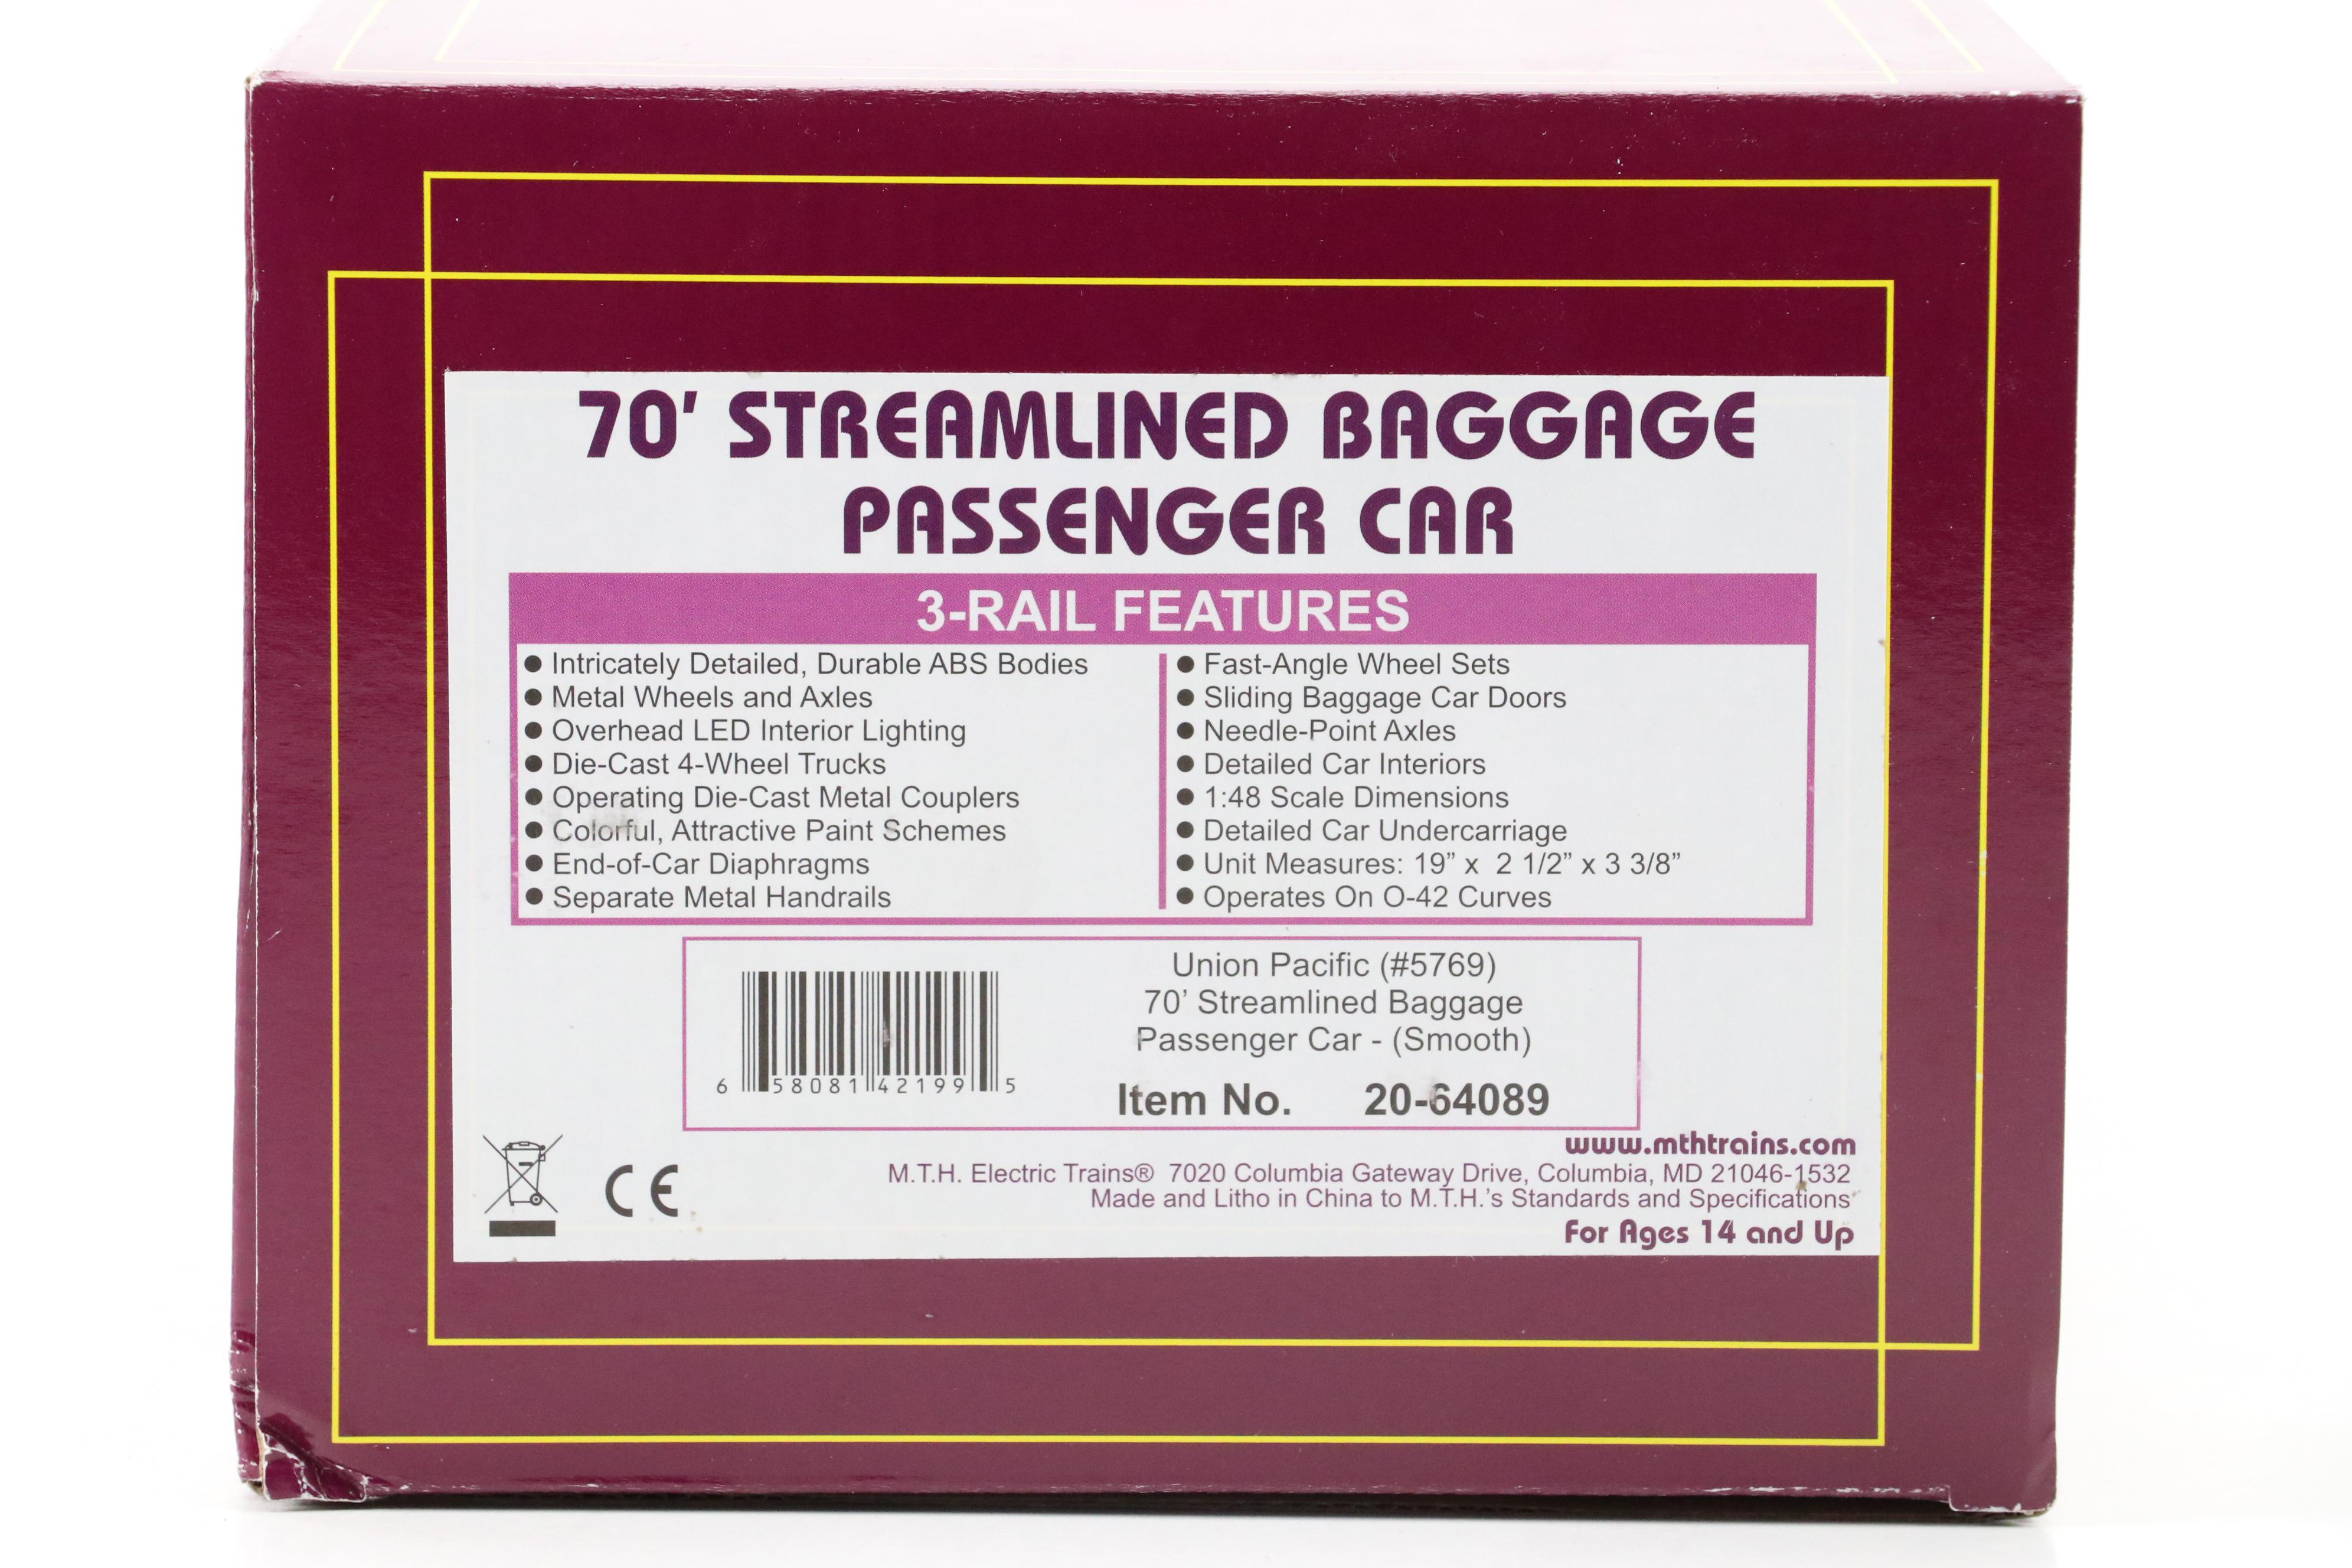 70' STREAMLINED BAGGAGE
PASSENGER CAR
3-RAIL FEATURES
● Intricately Detailed, Durable ABS Bodies
● Metal Wheels and Axles
● Overhead LED Interior Lighting
● Die-Cast 4-Wheel Trucks
● Operating Die-Cast Metal Couplers
● Colorful, Attractive Paint Schemes
● End-of-Car Diaphragms
● Separate Metal Handrails
● Fast-Angle Wheel Sets
● Sliding Baggage Car Doors
● Needle-Point Axles
● Detailed Car Interiors
● 1:48 Scale Dimensions
● Detailed Car Undercarriage
● Unit Measures: 19” x 2 1/2” x 3 3/8”
● Operates On O-42 Curves
6 58081 42199 5
Union Pacific (#5769)
70’ Streamlined Baggage
Passenger Car - (Smooth)
Item No. 20-64089
CE
www.mthtrains.com
M.T.H. Electric Trains® 7020 Columbia Gateway Drive, Columbia, MD 21046-1532
Made and Litho in China to M.T.H.’s Standards and Specifications
For Ages 14 and Up